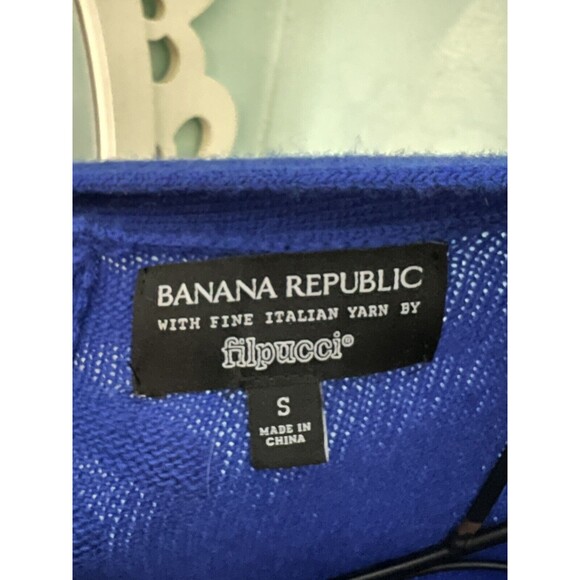 BANANA REPUBLIC
WITH FINE ITALIAN YARN BY
filpucci®
S
MADE IN
CHINA